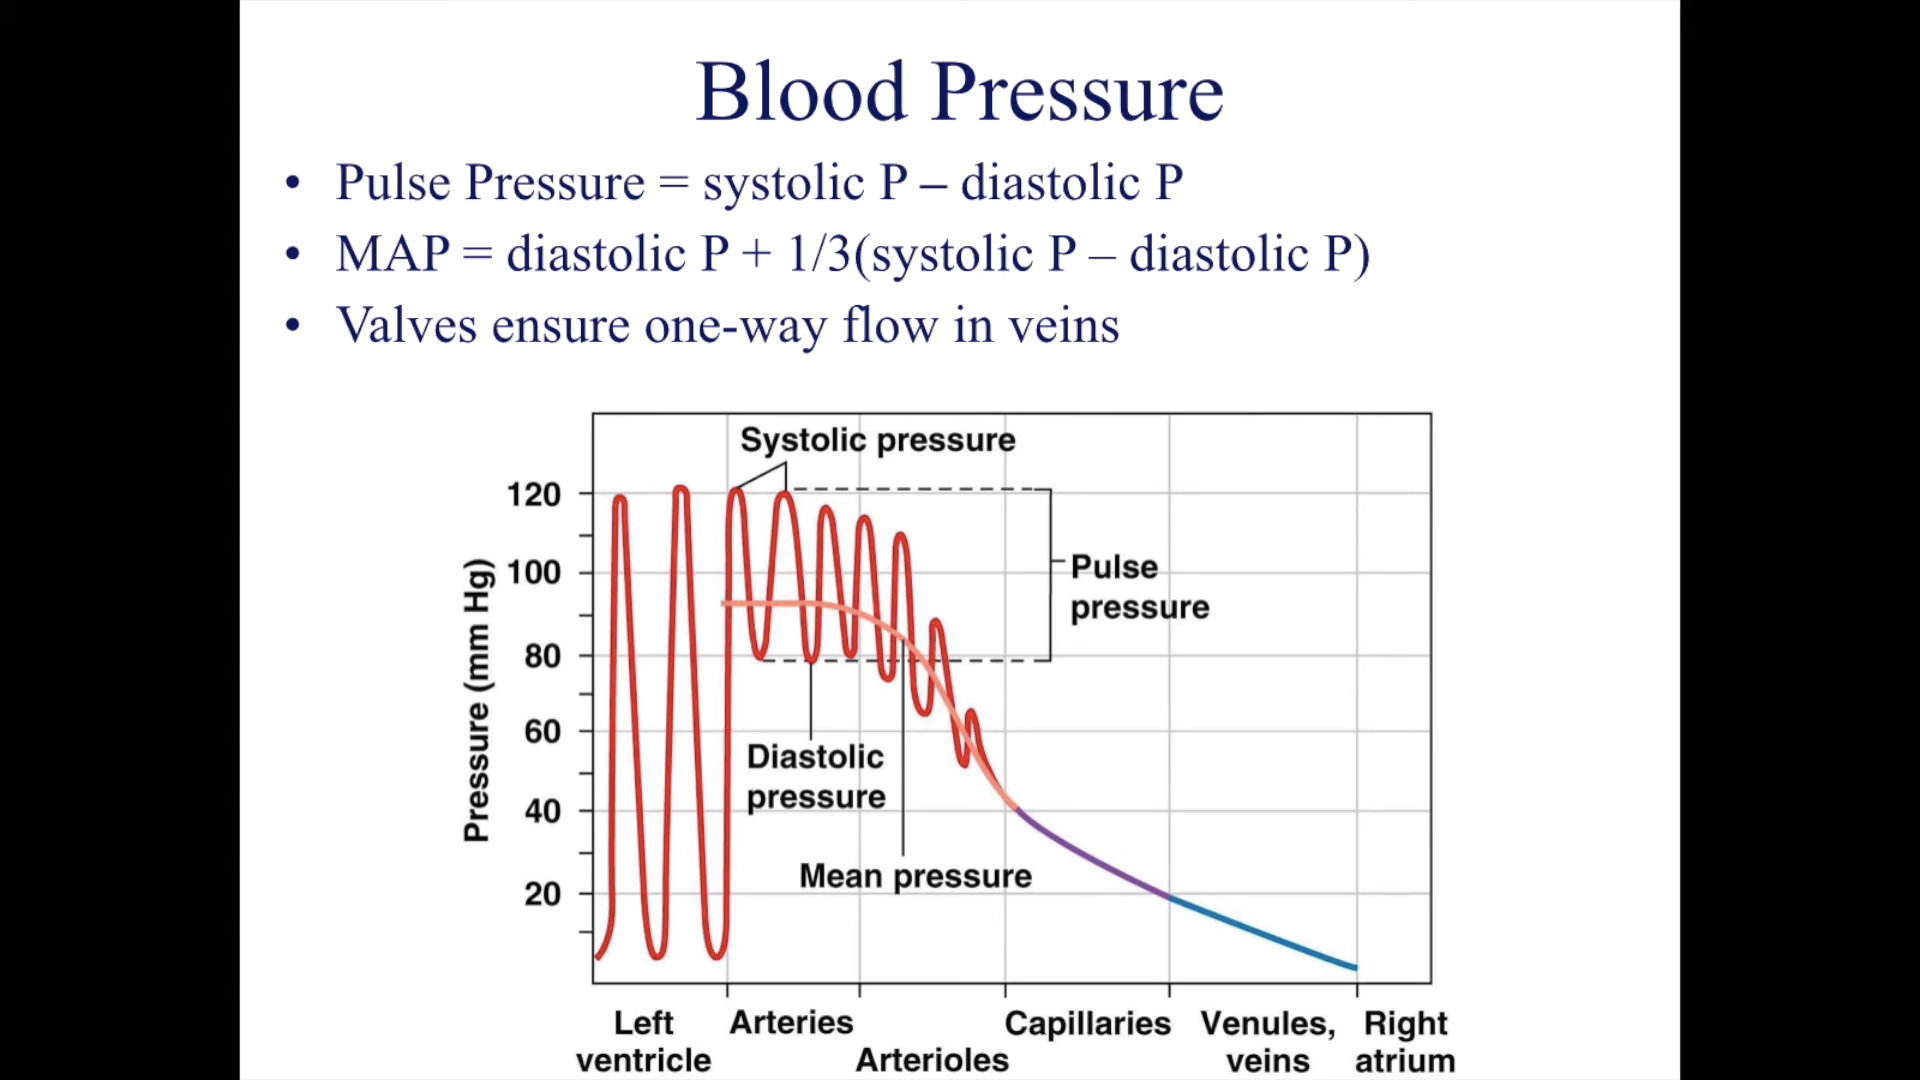 Blood Pressure
• Pulse Pressure = systolic P – diastolic P
• MAP = diastolic P + 1/3(systolic P – diastolic P)
• Valves ensure one-way flow in veins
Systolic pressure
120
100
80
60
40
20
Pressure (mm Hg)
Pulse
pressure
Diastolic
pressure
Mean pressure
Left
ventricle
Arteries
Arterioles
Capillaries
Venules,
veins
Right
atrium